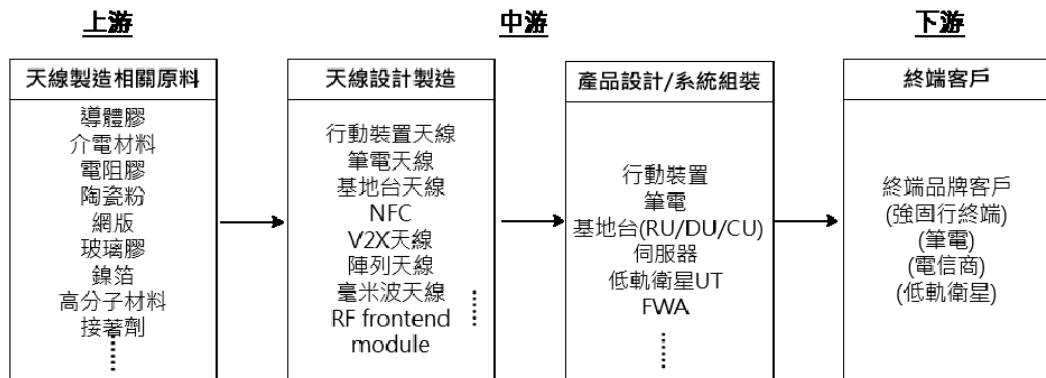 上游
中游
下游
天線製造相關原料
導體膠
介電材料
電阻膠
陶瓷粉
網版
玻璃膠
鎳箔
高分子材料
接著劑
天線設計製造
行動裝置天線
筆電天線
基地台天線
NFC
V2X天線
陣列天線
毫米波天線
RF frontend
module
產品設計/系統組裝
行動裝置
筆電
基地台(RU/DU/CU)
伺服器
低軌衛星UT
FWA
終端客戶
終端品牌客戶
(強固行終端)
(筆電)
(電信商)
(低軌衛星)